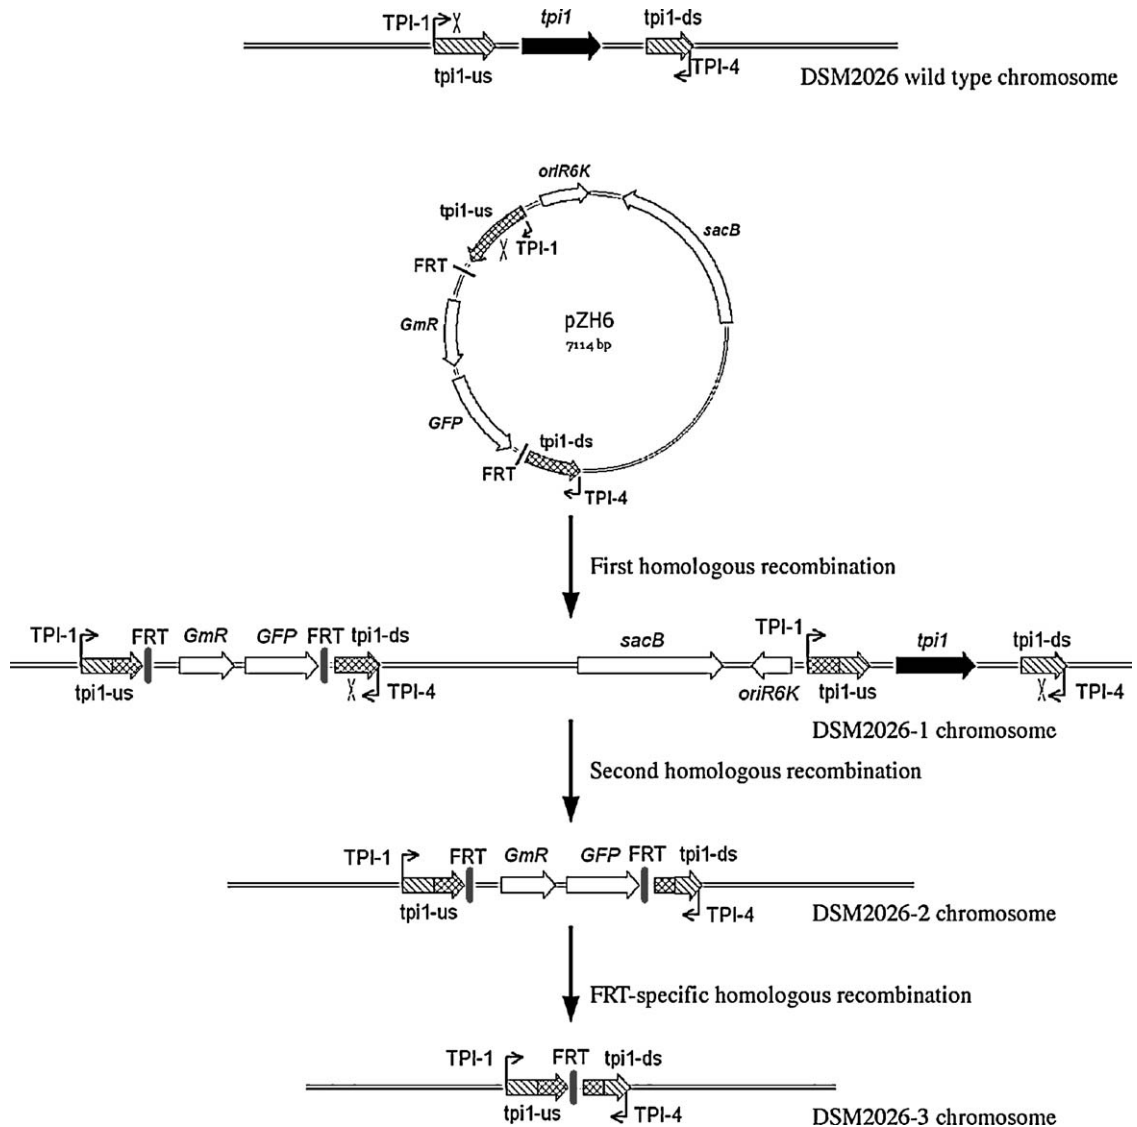 TPI-1
tpi1
tpi1-ds
tpi1-us
TPI-4
DSM2026 wild type chromosome
oriR6K
tpi1-us
sacB
TPI-1
FRT
GmR
pZH6
7114 bp
GFP
tpi1-ds
FRT
TPI-4
First homologous recombination
TPI-1 FRT GmR GFP FRT tpi1-ds sacB TPI-1 tpi1 tpi1-ds
tpi1-us TPI-4 oriR6K tpi1-us TPI-4
DSM2026-1 chromosome
Second homologous recombination
TPI-1 FRT GmR GFP FRT tpi1-ds
tpi1-us TPI-4
DSM2026-2 chromosome
FRT-specific homologous recombination
TPI-1 FRT tpi1-ds
tpi1-us TPI-4
DSM2026-3 chromosome